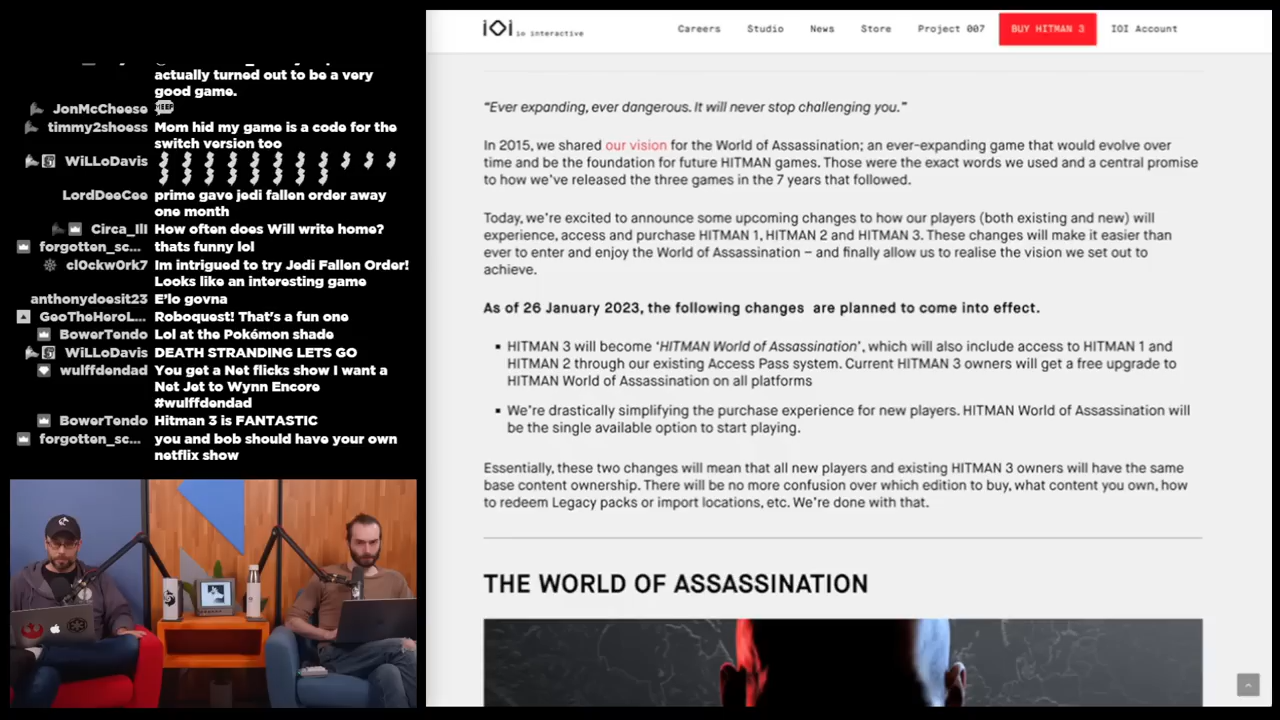 actually turned out to be a very
good game.
JonMcCheese
timmy2shoess Mom hid my game is a code for the
switch version too
WiLLoDavis
LordDeeCee prime gave jedi fallen order away
one month
Circa_Ill How often does Will write home?
forgotten_sc... thats funny lol
cl0ckw0rk7 Im intrigued to try Jedi Fallen Order!
Looks like an interesting game
anthonydoesit23 E'lo govna
GeoTheHeroL... Roboquest! That's a fun one
BowerTendo Lol at the Pokémon shade
WiLLoDavis DEATH STRANDING LETS GO
wulffdendad You get a Net flicks show I want a
Net Jet to Wynn Encore
#wulffdendad
BowerTendo Hitman 3 is FANTASTIC
forgotten_sc... you and bob should have your own
netflix show
iOi io interactive
Careers Studio News Store Project 007 BUY HITMAN 3 IOI Account
“Ever expanding, ever dangerous. It will never stop challenging you.”
In 2015, we shared our vision for the World of Assassination; an ever-expanding game that would evolve over
time and be the foundation for future HITMAN games. Those were the exact words we used and a central promise
to how we've released the three games in the 7 years that followed.
Today, we're excited to announce some upcoming changes to how our players (both existing and new) will
experience, access and purchase HITMAN 1, HITMAN 2 and HITMAN 3. These changes will make it easier than
ever to enter and enjoy the World of Assassination – and finally allow us to realise the vision we set out to
achieve.
As of 26 January 2023, the following changes are planned to come into effect.
▪ HITMAN 3 will become ‘HITMAN World of Assassination’, which will also include access to HITMAN 1 and
HITMAN 2 through our existing Access Pass system. Current HITMAN 3 owners will get a free upgrade to
HITMAN World of Assassination on all platforms
▪ We're drastically simplifying the purchase experience for new players. HITMAN World of Assassination will
be the single available option to start playing.
Essentially, these two changes will mean that all new players and existing HITMAN 3 owners will have the same
base content ownership. There will be no more confusion over which edition to buy, what content you own, how
to redeem Legacy packs or import locations, etc. We're done with that.
THE WORLD OF ASSASSINATION